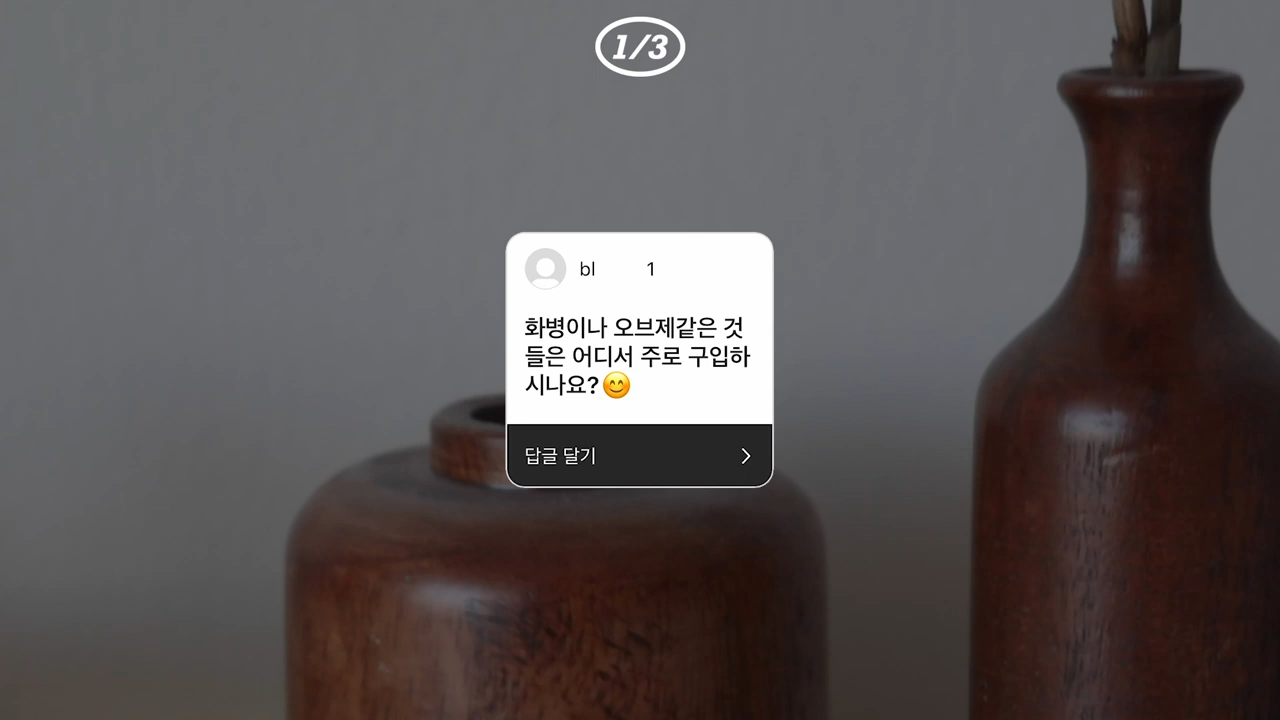 1/3
bl 1
화병이나 오브제같은 것
들은 어디서 주로 구입하
시나요?😊
답글 달기